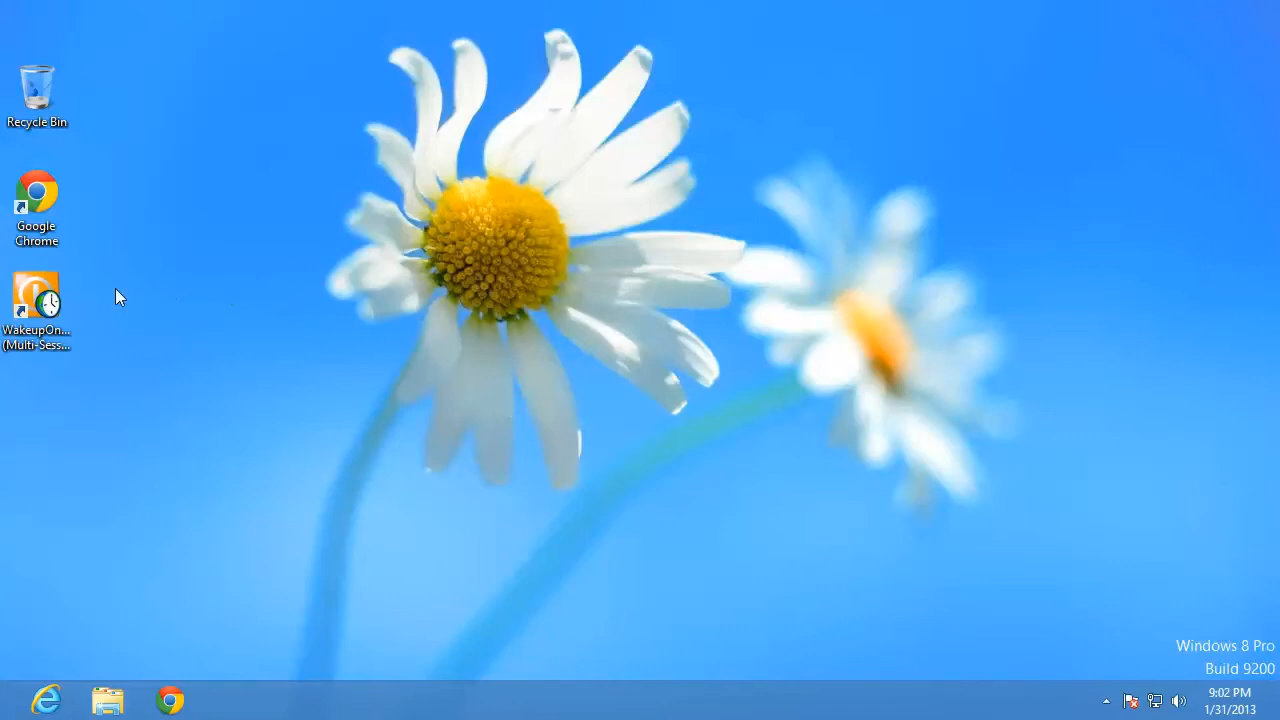 Recycle Bin
Google
Chrome
WakeupOn...
(Multi-Sess...
Windows 8 Pro
Build 9200
9:02 PM
1/31/2013